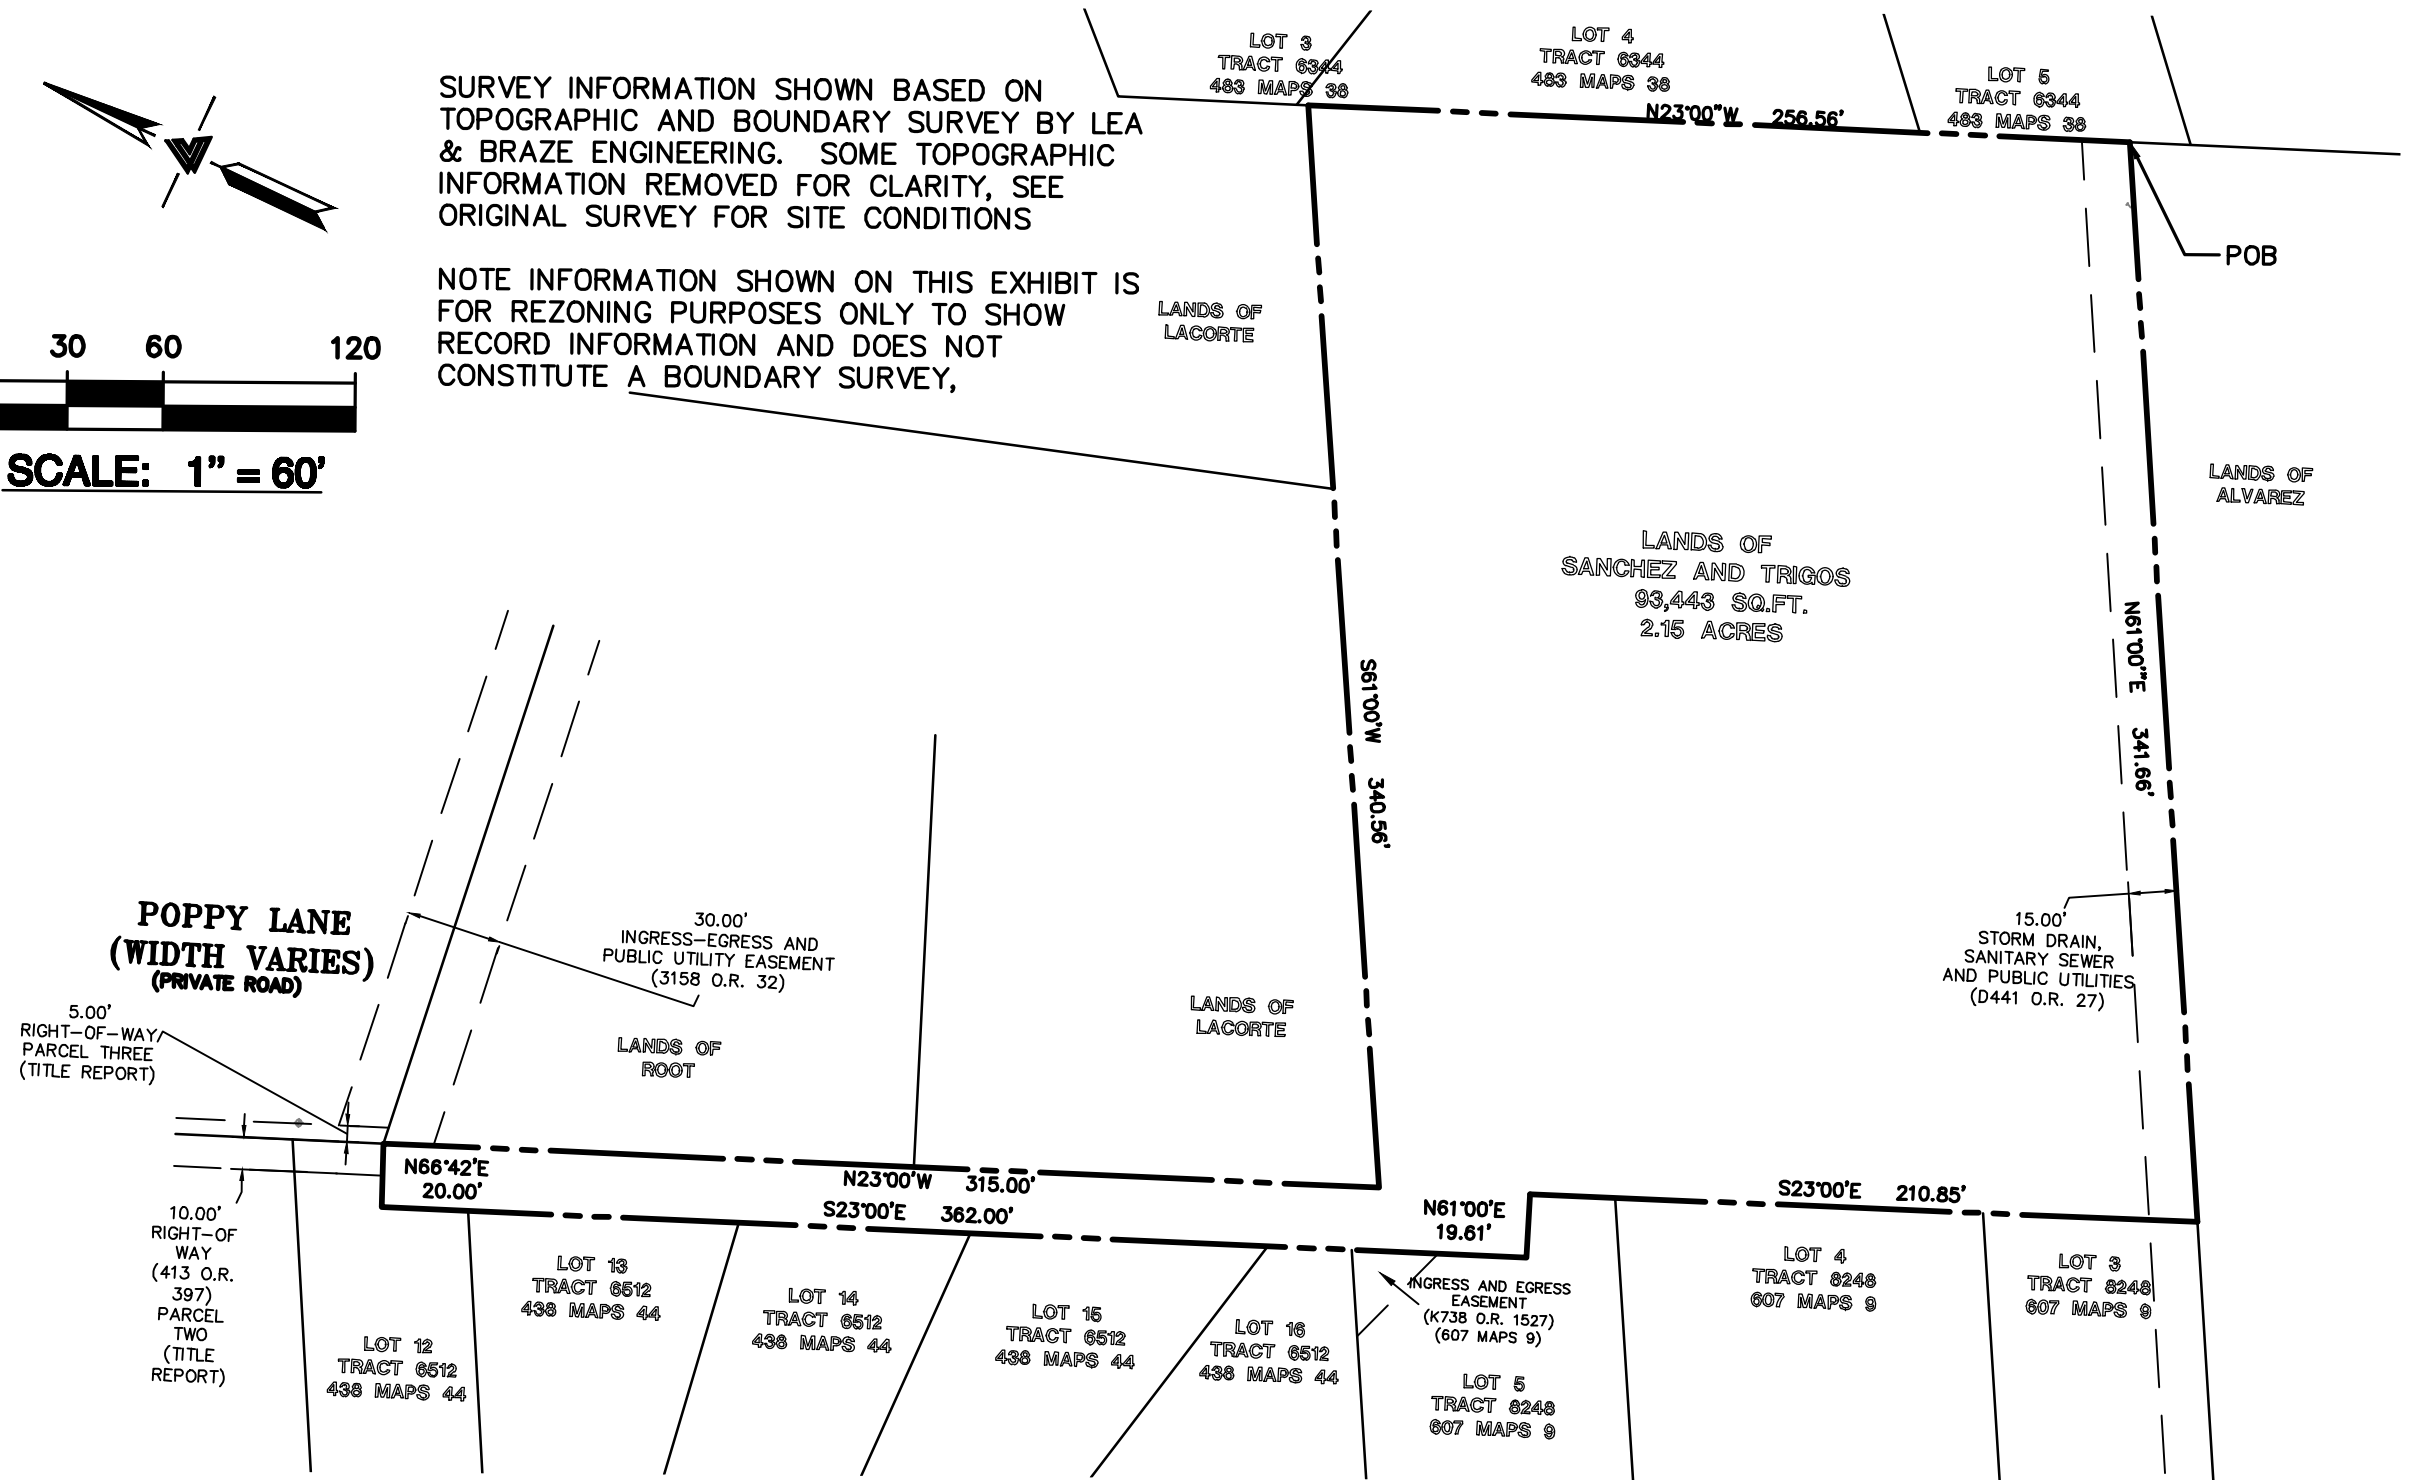 SURVEY INFORMATION SHOWN BASED ON
TOPOGRAPHIC AND BOUNDARY SURVEY BY LEA
& BRAZE ENGINEERING.  SOME TOPOGRAPHIC
INFORMATION REMOVED FOR CLARITY, SEE
ORIGINAL SURVEY FOR SITE CONDITIONS
NOTE INFORMATION SHOWN ON THIS EXHIBIT IS
FOR REZONING PURPOSES ONLY TO SHOW
RECORD INFORMATION AND DOES NOT
CONSTITUTE A BOUNDARY SURVEY,
30 60 120
SCALE: 1" = 60'
LOT 3
TRACT 6344
483 MAPS 38
LOT 4
TRACT 6344
483 MAPS 38
LOT 5
TRACT 6344
483 MAPS 38
N23°00"W 256.56'
POB
LANDS OF
LACORTE
LANDS OF
ALVAREZ
LANDS OF
SANCHEZ AND TRIGOS
93,443 SQ.FT.
2.15 ACRES
N61°00"E 341.66'
S61°00'W 340.56'
POPPY LANE
(WIDTH VARIES)
(PRIVATE ROAD)
30.00'
INGRESS-EGRESS AND
PUBLIC UTILITY EASEMENT
(3158 O.R. 32)
15.00'
STORM DRAIN,
SANITARY SEWER
AND PUBLIC UTILITIES
(D441 O.R. 27)
5.00'
RIGHT-OF-WAY
PARCEL THREE
(TITLE REPORT)
LANDS OF
ROOT
LANDS OF
LACORTE
N66°42'E
20.00'
N23°00'W 315.00'
S23°00'E 362.00'
N61°00'E
19.61'
S23°00'E 210.85'
10.00'
RIGHT-OF
WAY
(413 O.R.
397)
PARCEL
TWO
(TITLE
REPORT)
LOT 12
TRACT 6512
438 MAPS 44
LOT 13
TRACT 6512
438 MAPS 44
LOT 14
TRACT 6512
438 MAPS 44
LOT 15
TRACT 6512
438 MAPS 44
LOT 16
TRACT 6512
438 MAPS 44
INGRESS AND EGRESS
EASEMENT
(K738 O.R. 1527)
(607 MAPS 9)
LOT 5
TRACT 8248
607 MAPS 9
LOT 4
TRACT 8248
607 MAPS 9
LOT 3
TRACT 8248
607 MAPS 9